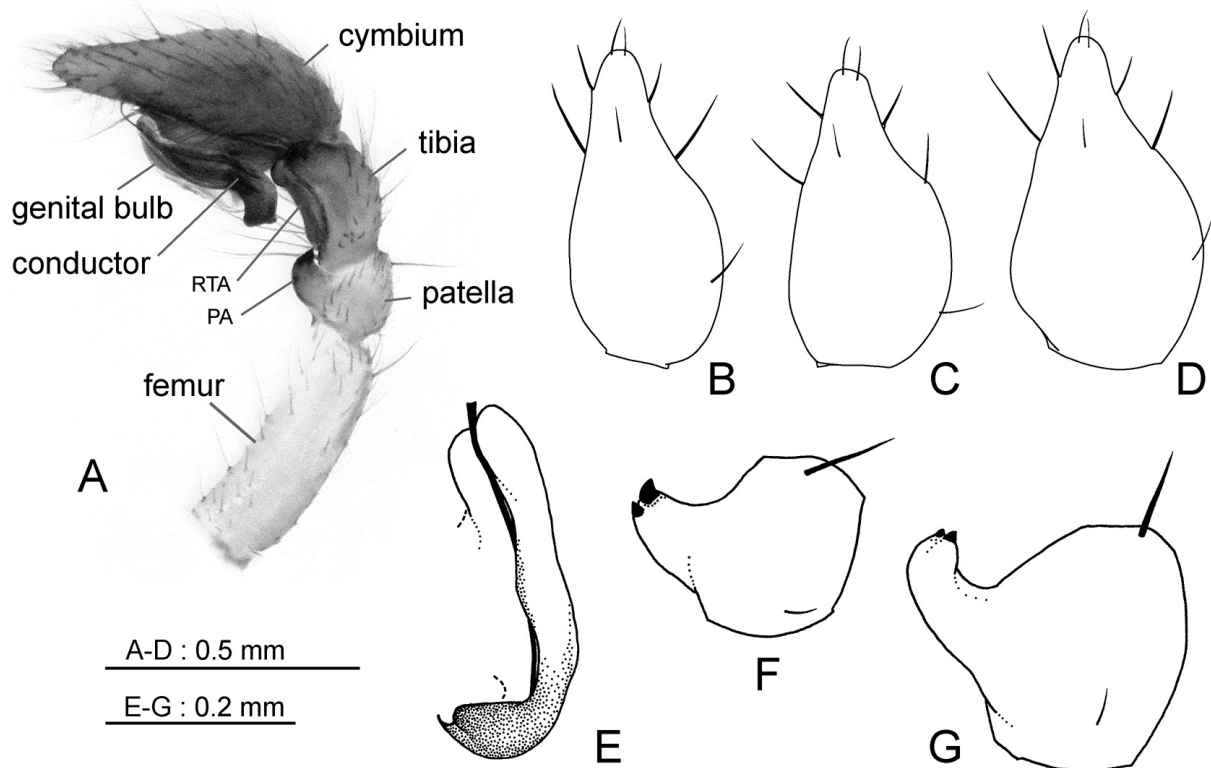 cymbium
tibia
genital bulb
conductor
RTA
PA
patella
femur
A
B
C
D
A-D : 0.5 mm
E-G : 0.2 mm
E
F
G